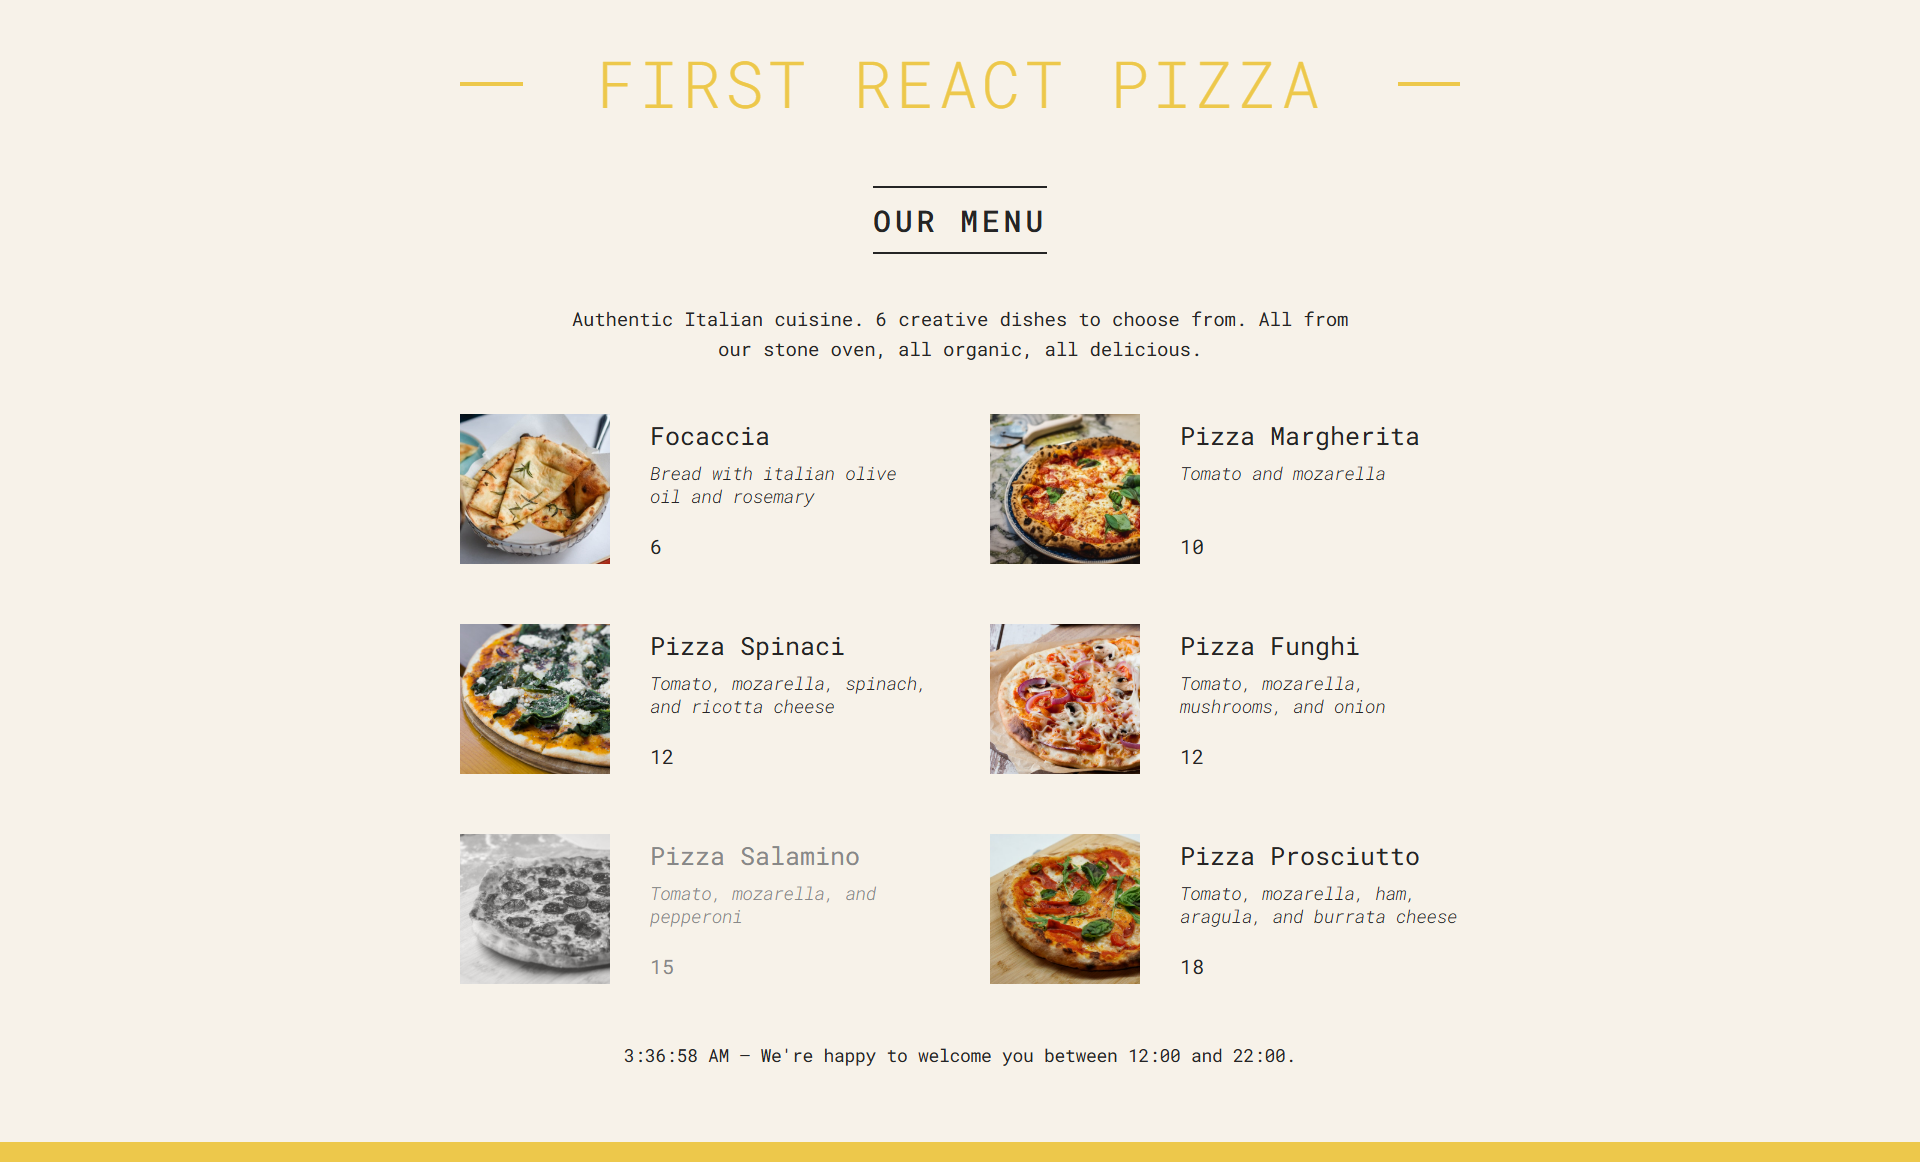 FIRST REACT PIZZA
OUR MENU
Authentic Italian cuisine. 6 creative dishes to choose from. All from
our stone oven, all organic, all delicious.
Focaccia
Bread with italian olive
oil and rosemary
6
Pizza Margherita
Tomato and mozarella
10
Pizza Spinaci
Tomato, mozarella, spinach,
and ricotta cheese
12
Pizza Funghi
Tomato, mozarella,
mushrooms, and onion
12
Pizza Salamino
Tomato, mozarella, and
pepperoni
15
Pizza Prosciutto
Tomato, mozarella, ham,
aragula, and burrata cheese
18
3:36:58 AM — We're happy to welcome you between 12:00 and 22:00.